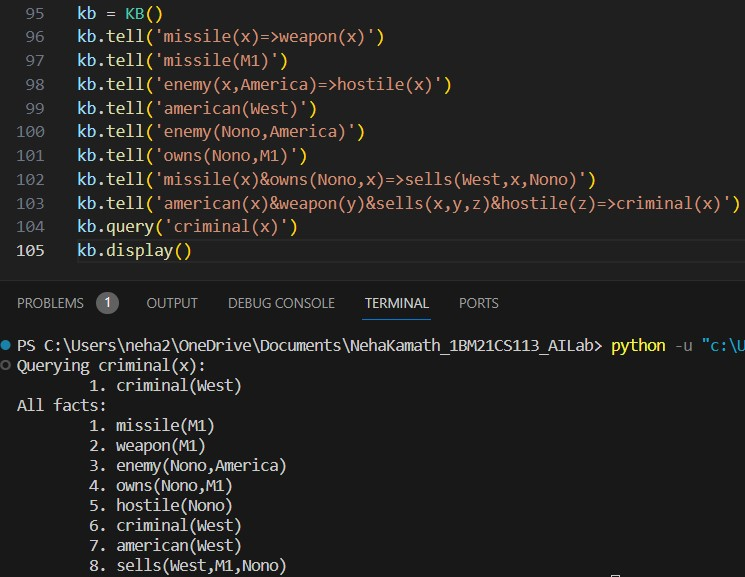 95 kb = KB()
96 kb.tell('missile(x)=>weapon(x)')
97 kb.tell('missile(M1)')
98 kb.tell('enemy(x,America)=>hostile(x)')
99 kb.tell('american(West)')
100 kb.tell('enemy(Nono,America)')
101 kb.tell('owns(Nono,M1)')
102 kb.tell('missile(x)&owns(Nono,x)=>sells(West,x,Nono)')
103 kb.tell('american(x)&weapon(y)&sells(x,y,z)&hostile(z)=>criminal(x)')
104 kb.query('criminal(x)')
105 kb.display()
PROBLEMS 1 OUTPUT DEBUG CONSOLE TERMINAL PORTS
PS C:\Users\neha2\OneDrive\Documents\NehaKamath_1BM21CS113_AILab> python -u "c:\U
Querying criminal(x):
1. criminal(West)
All facts:
1. missile(M1)
2. weapon(M1)
3. enemy(Nono,America)
4. owns(Nono,M1)
5. hostile(Nono)
6. criminal(West)
7. american(West)
8. sells(West,M1,Nono)